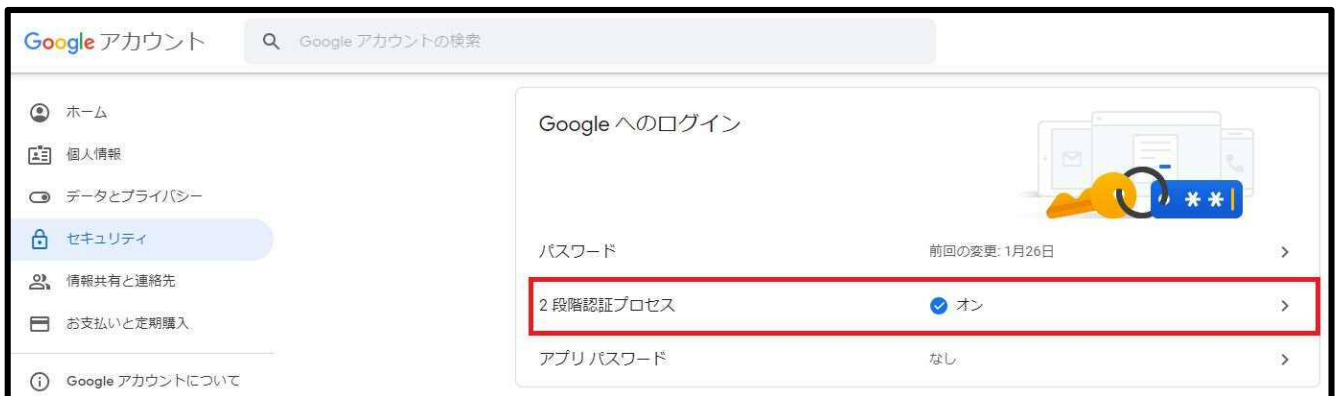 Google アカウント
Google アカウントの検索
ホーム
個人情報
データとプライバシー
セキュリティ
情報共有と連絡先
お支払いと定期購入
Google アカウントについて
Google へのログイン
**
パスワード 前回の変更: 1月26日
2 段階認証プロセス オン
アプリ パスワード なし